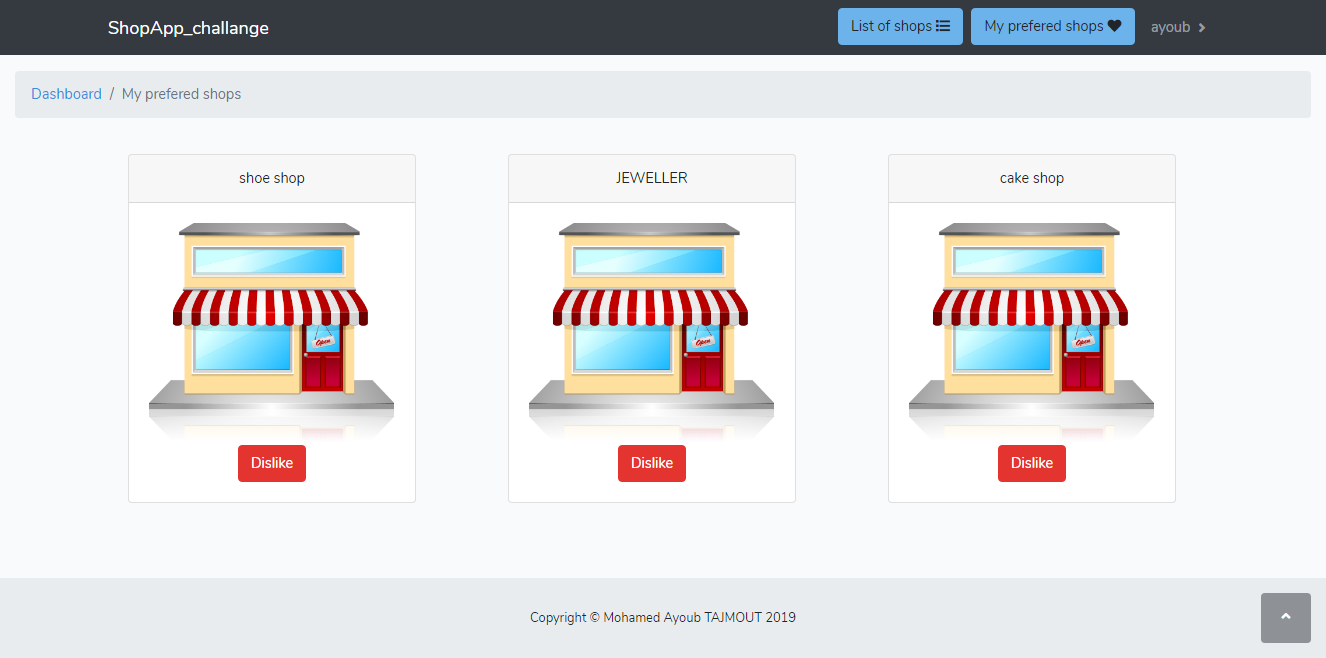 ShopApp_challange
List of shops
My prefered shops
ayoub
Dashboard / My prefered shops
shoe shop
JEWELLER
cake shop
Open
Open
Open
Dislike
Dislike
Dislike
Copyright © Mohamed Ayoub TAJMOUT 2019